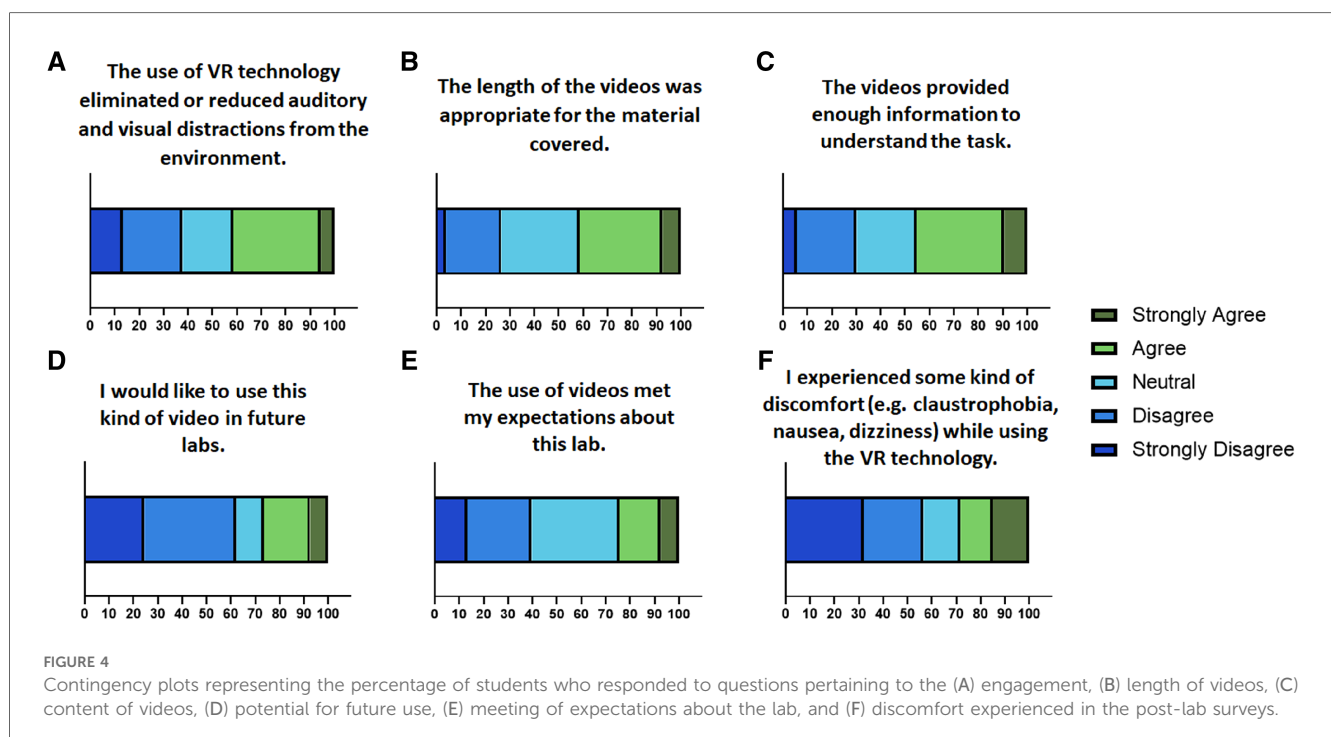 A
The use of VR technology
eliminated or reduced auditory
and visual distractions from the
environment.
0 10 20 30 40 50 60 70 80 90 100
B
The length of the videos was
appropriate for the material
covered.
0 10 20 30 40 50 60 70 80 90 100
C
The videos provided
enough information to
understand the task.
0 10 20 30 40 50 60 70 80 90 100
D
I would like to use this
kind of video in future
labs.
0 10 20 30 40 50 60 70 80 90 100
E
The use of videos met
my expectations about
this lab.
0 10 20 30 40 50 60 70 80 90 100
F
I experienced some kind of
discomfort (e.g. claustrophobia,
nausea, dizziness) while using
the VR technology.
0 10 20 30 40 50 60 70 80 90 100
Strongly Agree
Agree
Neutral
Disagree
Strongly Disagree
FIGURE 4
Contingency plots representing the percentage of students who responded to questions pertaining to the (A) engagement, (B) length of videos, (C)
content of videos, (D) potential for future use, (E) meeting of expectations about the lab, and (F) discomfort experienced in the post-lab surveys.